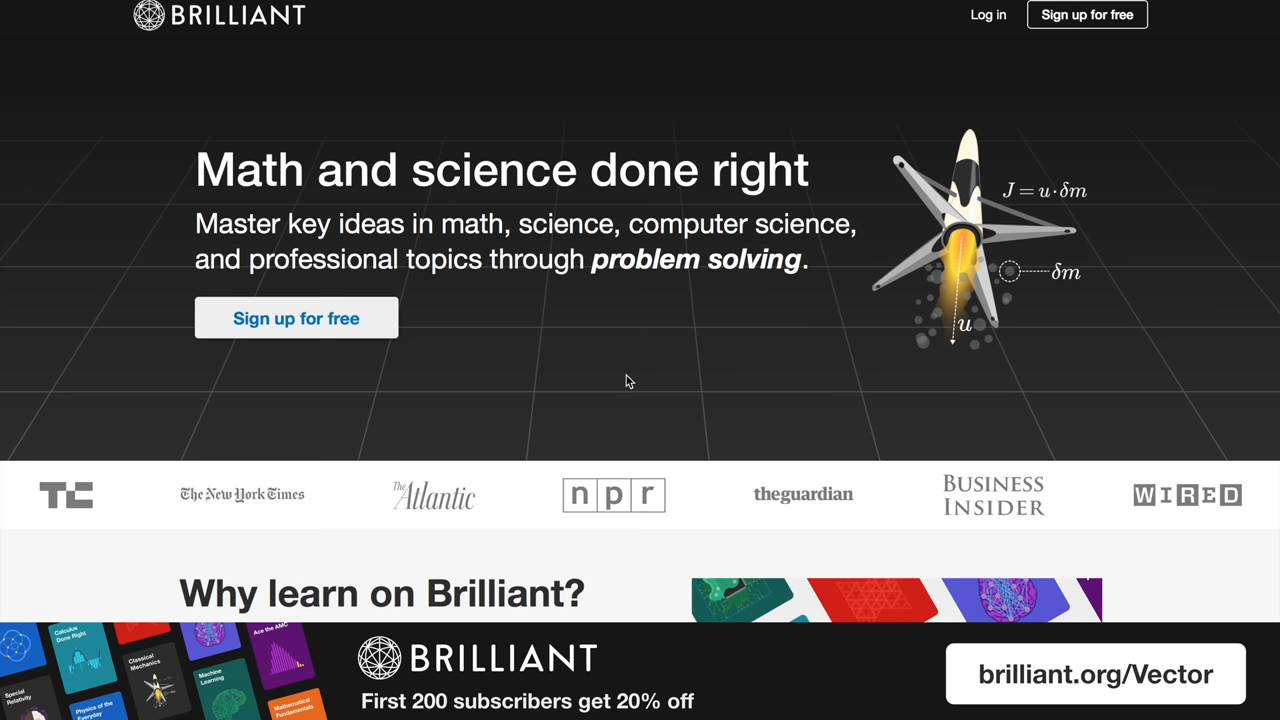 BRILLIANT
Log in
Sign up for free
Math and science done right
Master key ideas in math, science, computer science,
and professional topics through problem solving.
Sign up for free
J = u · δm
δm
u
TC
The New York Times
The Atlantic
npr
theguardian
BUSINESS
INSIDER
WIRED
Why learn on Brilliant?
Calculus
Done Right
Ace the AMC
Classical
Mechanics
Machine
Learning
Special
Relativity
Physics of the
Everyday
Mathematical
Fundamentals
BRILLIANT
First 200 subscribers get 20% off
brilliant.org/Vector